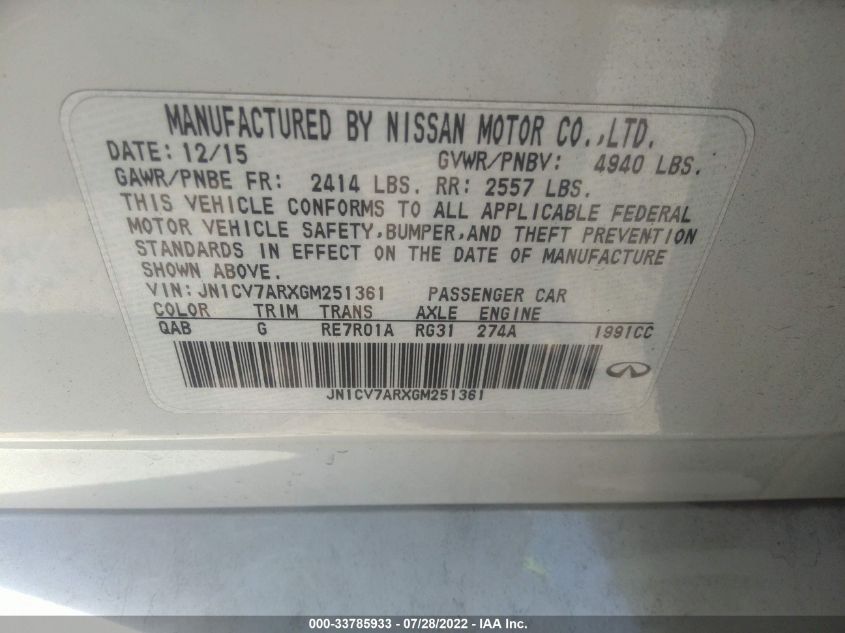 MANUFACTURED BY NISSAN MOTOR CO.,LTD.
DATE: 12/15 GVWR/PNBV: 4940 LBS.
GAWR/PNBE FR: 2414 LBS. RR: 2557 LBS.
THIS VEHICLE CONFORMS TO ALL APPLICABLE FEDERAL
MOTOR VEHICLE SAFETY,BUMPER,AND THEFT PREVENTION
STANDARDS IN EFFECT ON THE DATE OF MANUFACTURE
SHOWN ABOVE.
VIN: JN1CV7ARXGM251361 PASSENGER CAR
COLOR TRIM TRANS AXLE ENGINE
QAB G RE7R01A RG31 274A 1991CC
JN1CV7ARXGM251361
000-33785933 / 07/28/2022 - IAA Inc.